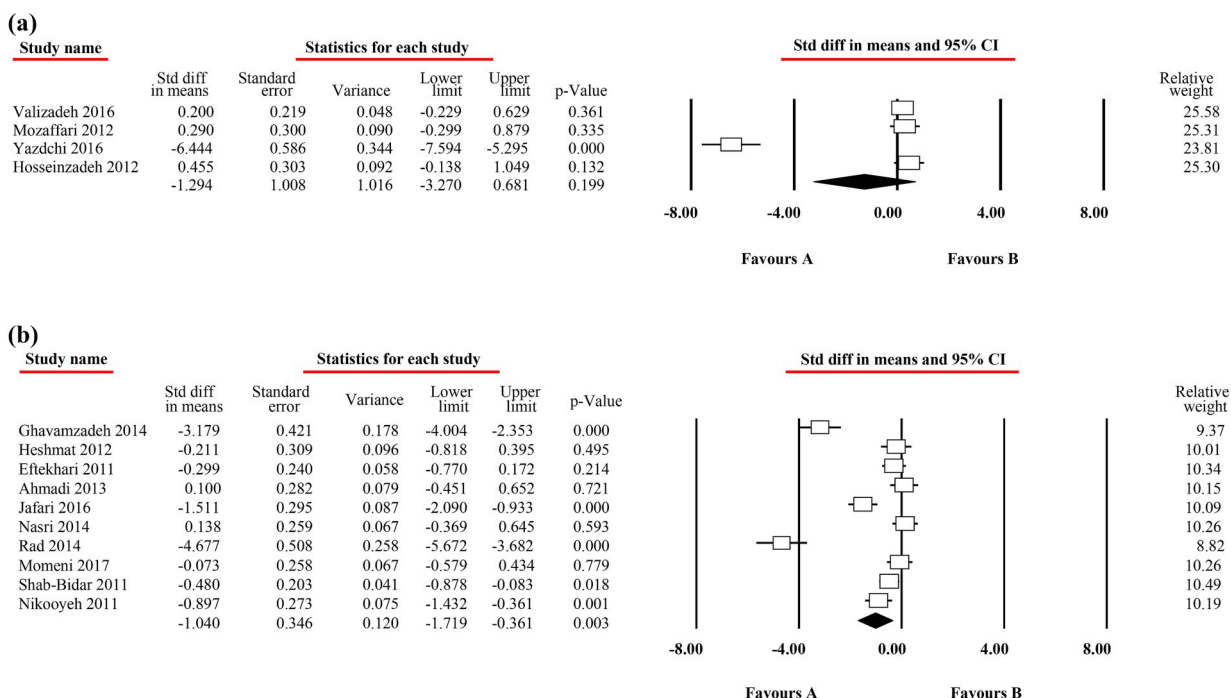 (a)
Study name Statistics for each study Std diff in means and 95% CI
Std diff in means Standard error Variance Lower limit Upper limit p-Value Relative weight
Valizadeh 2016 0.200 0.219 0.048 -0.229 0.629 0.361 25.58
Mozaffari 2012 0.290 0.300 0.090 -0.299 0.879 0.335 25.31
Yazdchi 2016 -6.444 0.586 0.344 -7.594 -5.295 0.000 23.81
Hosseinzadeh 2012 0.455 0.303 0.092 -0.138 1.049 0.132 25.30
-1.294 1.008 1.016 -3.270 0.681 0.199
-8.00 -4.00 0.00 4.00 8.00
Favours A Favours B
(b)
Study name Statistics for each study Std diff in means and 95% CI
Std diff in means Standard error Variance Lower limit Upper limit p-Value Relative weight
Ghavamzadeh 2014 -3.179 0.421 0.178 -4.004 -2.353 0.000 9.37
Heshmat 2012 -0.211 0.309 0.096 -0.818 0.395 0.495 10.01
Eftekhari 2011 -0.299 0.240 0.058 -0.770 0.172 0.214 10.34
Ahmadi 2013 0.100 0.282 0.079 -0.451 0.652 0.721 10.15
Jafari 2016 -1.511 0.295 0.087 -2.090 -0.933 0.000 10.09
Nasri 2014 0.138 0.259 0.067 -0.369 0.645 0.593 10.26
Rad 2014 -4.677 0.508 0.258 -5.672 -3.682 0.000 8.82
Momeni 2017 -0.073 0.258 0.067 -0.579 0.434 0.779 10.26
Shab-Bidar 2011 -0.480 0.203 0.041 -0.878 -0.083 0.018 10.49
Nikooyeh 2011 -0.897 0.273 0.075 -1.432 -0.361 0.001 10.19
-1.040 0.346 0.120 -1.719 -0.361 0.003
-8.00 -4.00 0.00 4.00 8.00
Favours A Favours B